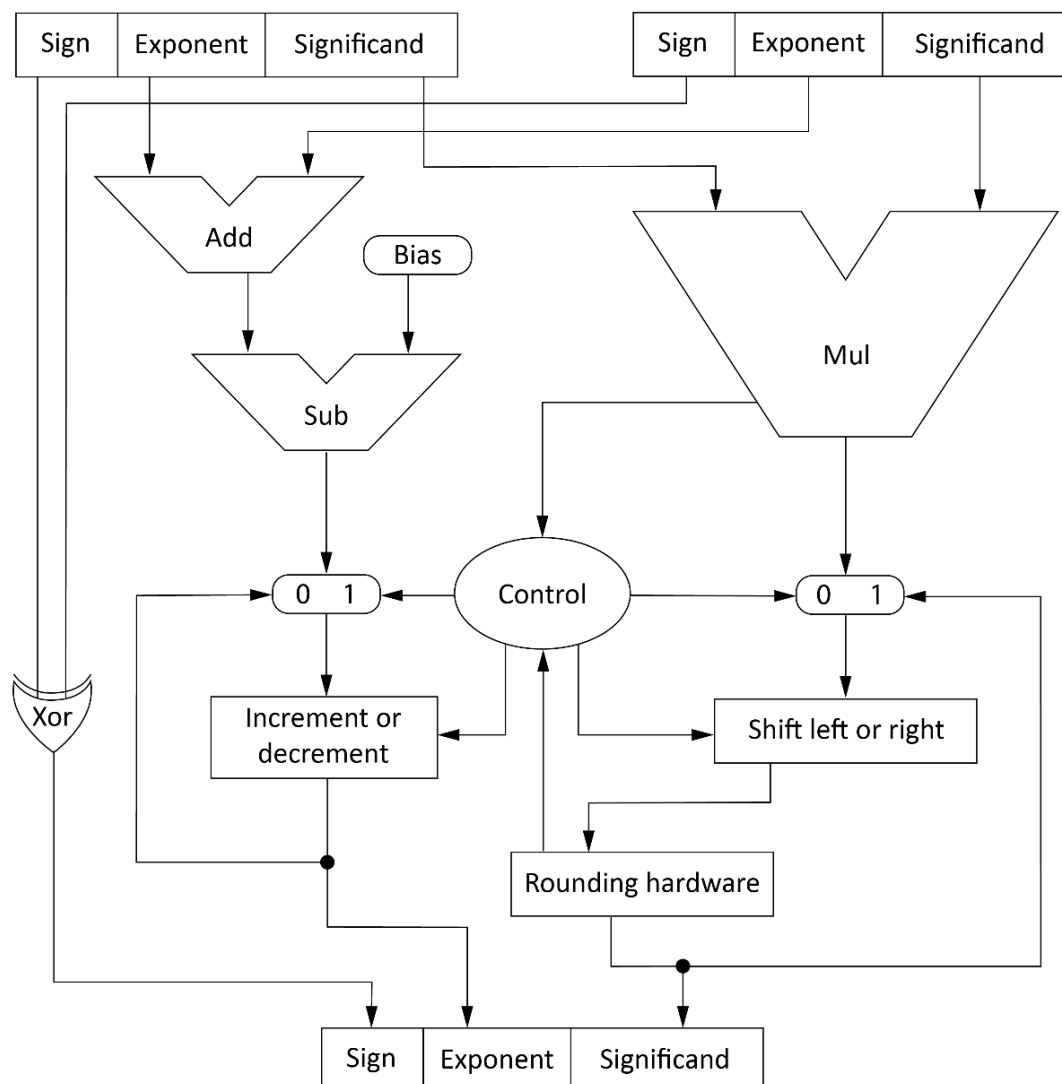 Sign Exponent Significand
Sign Exponent Significand
Add
Bias
Mul
Sub
0 1
Control
0 1
Xor
Increment or
decrement
Shift left or right
Rounding hardware
Sign Exponent Significand